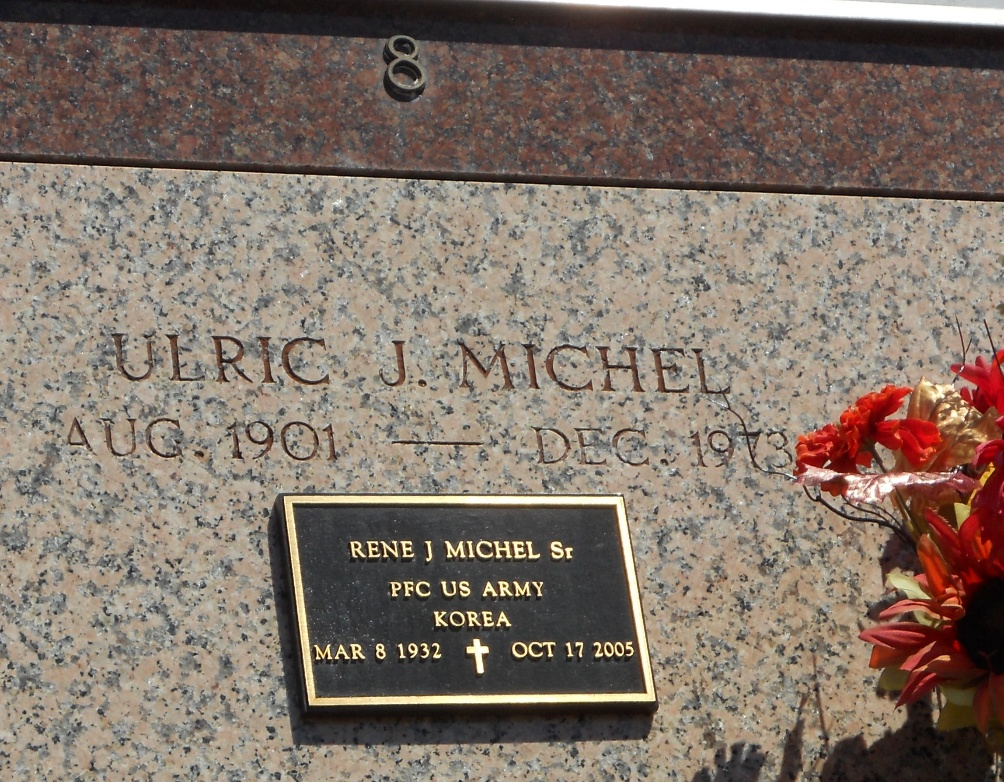 8
ULRIC J. MICHEL
AUG. 1901 — DEC. 1973
RENE J MICHEL Sr
PFC US ARMY
KOREA
MAR 8 1932 ✝ OCT 17 2005